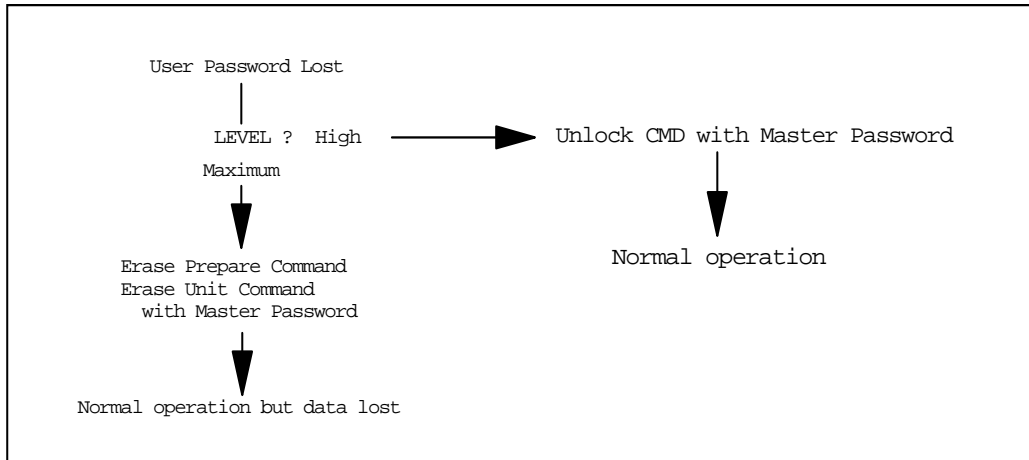 User Password Lost
LEVEL ? High
Maximum
Unlock CMD with Master Password
Normal operation
Erase Prepare Command
Erase Unit Command
with Master Password
Normal operation but data lost